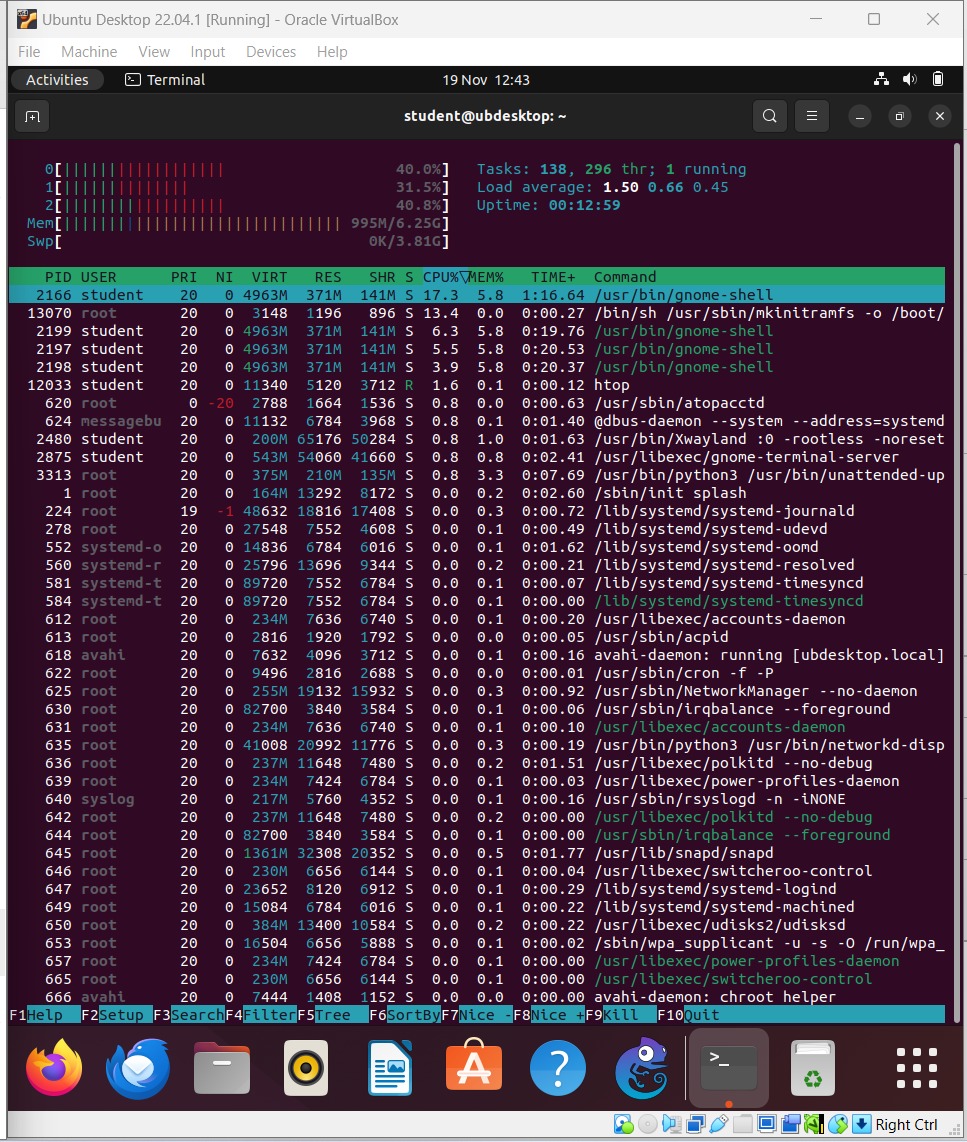 Ubuntu Desktop 22.04.1 [Running] - Oracle VirtualBox
File Machine View Input Devices Help
Activities Terminal 19 Nov 12:43
student@ubdesktop: ~
0[||||||||||||||||||| 40.0%] Tasks: 138, 296 thr; 1 running
1[|||||||||||||| 31.5%] Load average: 1.50 0.66 0.45
2[||||||||||||||||||| 40.8%] Uptime: 00:12:59
Mem[||||||||||||||||||||||||||||||| 995M/6.25G]
Swp[ 0K/3.81G]
PID USER PRI NI VIRT RES SHR S CPU%▽MEM% TIME+ Command
2166 student 20 0 4963M 371M 141M S 17.3 5.8 1:16.64 /usr/bin/gnome-shell
13070 root 20 0 3148 1196 896 S 13.4 0.0 0:00.27 /bin/sh /usr/sbin/mkinitramfs -o /boot/
2199 student 20 0 4963M 371M 141M S 6.3 5.8 0:19.76 /usr/bin/gnome-shell
2197 student 20 0 4963M 371M 141M S 5.5 5.8 0:20.53 /usr/bin/gnome-shell
2198 student 20 0 4963M 371M 141M S 3.9 5.8 0:20.37 /usr/bin/gnome-shell
12033 student 20 0 11340 5120 3712 R 1.6 0.1 0:00.12 htop
620 root 0 -20 2788 1664 1536 S 0.8 0.0 0:00.63 /usr/sbin/atopacctd
624 messagebu 20 0 11132 6784 3968 S 0.8 0.1 0:01.40 @dbus-daemon --system --address=systemd
2480 student 20 0 200M 65176 50284 S 0.8 1.0 0:01.63 /usr/bin/Xwayland :0 -rootless -noreset
2875 student 20 0 543M 54060 41660 S 0.8 0.8 0:02.41 /usr/libexec/gnome-terminal-server
3313 root 20 0 375M 210M 135M S 0.8 3.3 0:07.69 /usr/bin/python3 /usr/bin/unattended-up
1 root 20 0 164M 13292 8172 S 0.0 0.2 0:02.60 /sbin/init splash
224 root 19 -1 48632 18816 17408 S 0.0 0.3 0:00.72 /lib/systemd/systemd-journald
278 root 20 0 27548 7552 4608 S 0.0 0.1 0:00.49 /lib/systemd/systemd-udevd
552 systemd-o 20 0 14836 6784 6016 S 0.0 0.1 0:01.62 /lib/systemd/systemd-oomd
560 systemd-r 20 0 25796 13696 9344 S 0.0 0.2 0:00.21 /lib/systemd/systemd-resolved
581 systemd-t 20 0 89720 7552 6784 S 0.0 0.1 0:00.07 /lib/systemd/systemd-timesyncd
584 systemd-t 20 0 89720 7552 6784 S 0.0 0.1 0:00.00 /lib/systemd/systemd-timesyncd
612 root 20 0 234M 7636 6740 S 0.0 0.1 0:00.20 /usr/libexec/accounts-daemon
613 root 20 0 2816 1920 1792 S 0.0 0.0 0:00.05 /usr/sbin/acpid
618 avahi 20 0 7632 4096 3712 S 0.0 0.1 0:00.16 avahi-daemon: running [ubdesktop.local]
622 root 20 0 9496 2816 2688 S 0.0 0.0 0:00.01 /usr/sbin/cron -f -P
625 root 20 0 255M 19132 15932 S 0.0 0.3 0:00.92 /usr/sbin/NetworkManager --no-daemon
630 root 20 0 82700 3840 3584 S 0.0 0.1 0:00.06 /usr/sbin/irqbalance --foreground
631 root 20 0 234M 7636 6740 S 0.0 0.1 0:00.10 /usr/libexec/accounts-daemon
635 root 20 0 41008 20992 11776 S 0.0 0.3 0:00.19 /usr/bin/python3 /usr/bin/networkd-disp
636 root 20 0 237M 11648 7480 S 0.0 0.2 0:01.51 /usr/libexec/polkitd --no-debug
639 root 20 0 234M 7424 6784 S 0.0 0.1 0:00.03 /usr/libexec/power-profiles-daemon
640 syslog 20 0 217M 5760 4352 S 0.0 0.1 0:00.16 /usr/sbin/rsyslogd -n -iNONE
642 root 20 0 237M 11648 7480 S 0.0 0.2 0:00.00 /usr/libexec/polkitd --no-debug
644 root 20 0 82700 3840 3584 S 0.0 0.1 0:00.00 /usr/sbin/irqbalance --foreground
645 root 20 0 1361M 32308 20352 S 0.0 0.5 0:01.77 /usr/lib/snapd/snapd
646 root 20 0 230M 6656 6144 S 0.0 0.1 0:00.04 /usr/libexec/switcheroo-control
647 root 20 0 23652 8120 6912 S 0.0 0.1 0:00.29 /lib/systemd/systemd-logind
649 root 20 0 15084 6784 6016 S 0.0 0.1 0:00.22 /lib/systemd/systemd-machined
650 root 20 0 384M 13400 10584 S 0.0 0.2 0:00.22 /usr/libexec/udisks2/udisksd
653 root 20 0 16504 6656 5888 S 0.0 0.1 0:00.02 /sbin/wpa_supplicant -u -s -O /run/wpa_
657 root 20 0 234M 7424 6784 S 0.0 0.1 0:00.00 /usr/libexec/power-profiles-daemon
665 root 20 0 230M 6656 6144 S 0.0 0.1 0:00.00 /usr/libexec/switcheroo-control
666 avahi 20 0 7444 1408 1152 S 0.0 0.0 0:00.00 avahi-daemon: chroot helper
F1Help F2Setup F3SearchF4FilterF5Tree F6SortByF7Nice -F8Nice +F9Kill F10Quit
Right Ctrl